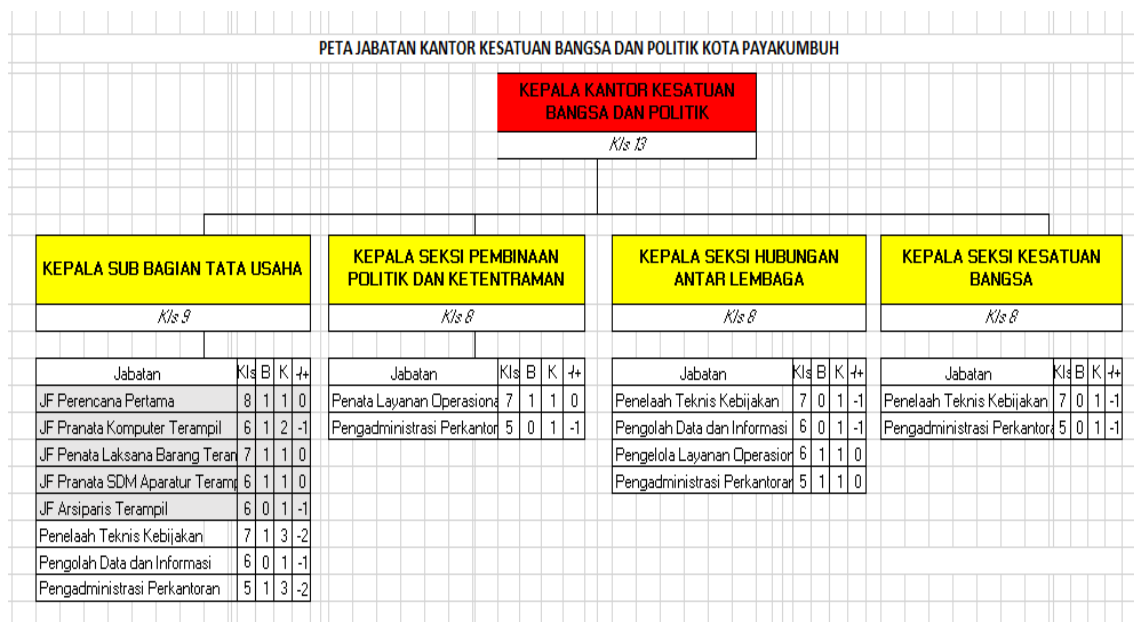 PETA JABATAN KANTOR KESATUAN BANGSA DAN POLITIK KOTA PAYAKUMBUH
KEPALA KANTOR KESATUAN
BANGSA DAN POLITIK
Kls 13
KEPALA SUB BAGIAN TATA USAHA
Kls 9
Jabatan Kls B K -/+
JF Perencana Pertama 8 1 1 0
JF Pranata Komputer Terampil 6 1 2 -1
JF Penata Laksana Barang Teran 7 1 1 0
JF Pranata SDM Aparatur Teramp 6 1 1 0
JF Arsiparis Terampil 6 0 1 -1
Penelaah Teknis Kebijakan 7 1 3 -2
Pengolah Data dan Informasi 6 0 1 -1
Pengadministrasi Perkantoran 5 1 3 -2
KEPALA SEKSI PEMBINAAN
POLITIK DAN KETENTRAMAN
Kls 8
Jabatan Kls B K -/+
Penata Layanan Operasiona 7 1 1 0
Pengadministrasi Perkantor 5 0 1 -1
KEPALA SEKSI HUBUNGAN
ANTAR LEMBAGA
Kls 8
Jabatan Kls B K -/+
Penelaah Teknis Kebijakan 7 0 1 -1
Pengolah Data dan Informasi 6 0 1 -1
Pengelola Layanan Operasion 6 1 1 0
Pengadministrasi Perkantoran 5 1 1 0
KEPALA SEKSI KESATUAN
BANGSA
Kls 8
Jabatan Kls B K -/+
Penelaah Teknis Kebijakan 7 0 1 -1
Pengadministrasi Perkantora 5 0 1 -1